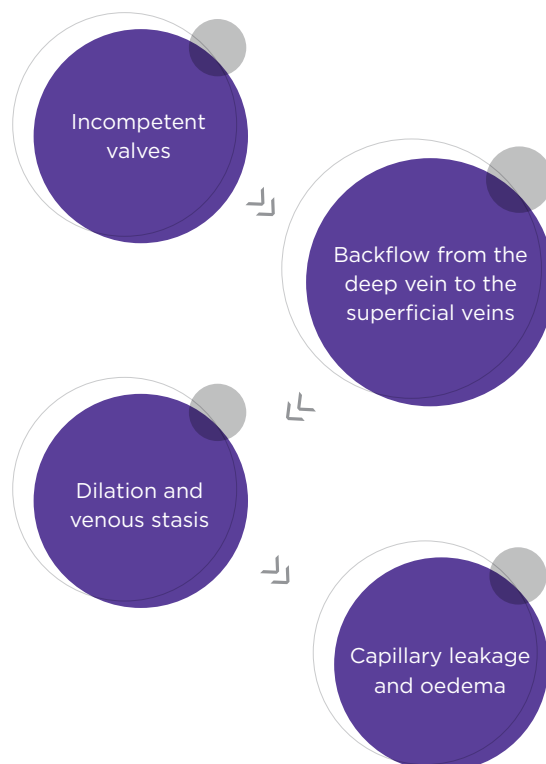 Incompetent
valves
Backflow from the
deep vein to the
superficial veins
Dilation and
venous stasis
Capillary leakage
and oedema